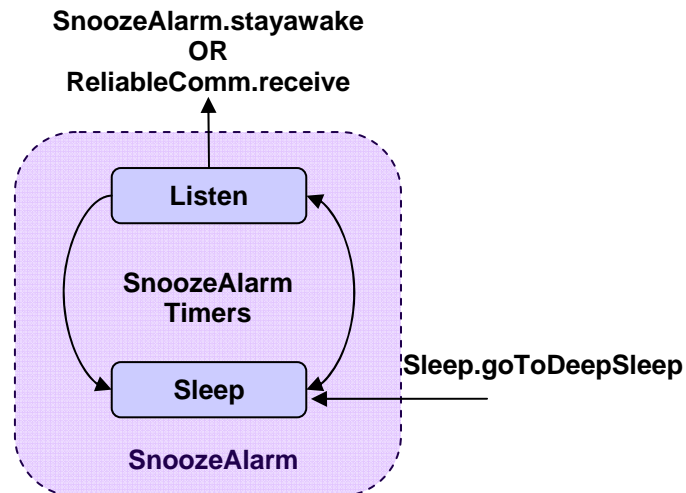 SnoozeAlarm.stayawake
OR
ReliableComm.receive
Listen
SnoozeAlarm
Timers
Sleep.goToDeepSleep
Sleep
SnoozeAlarm